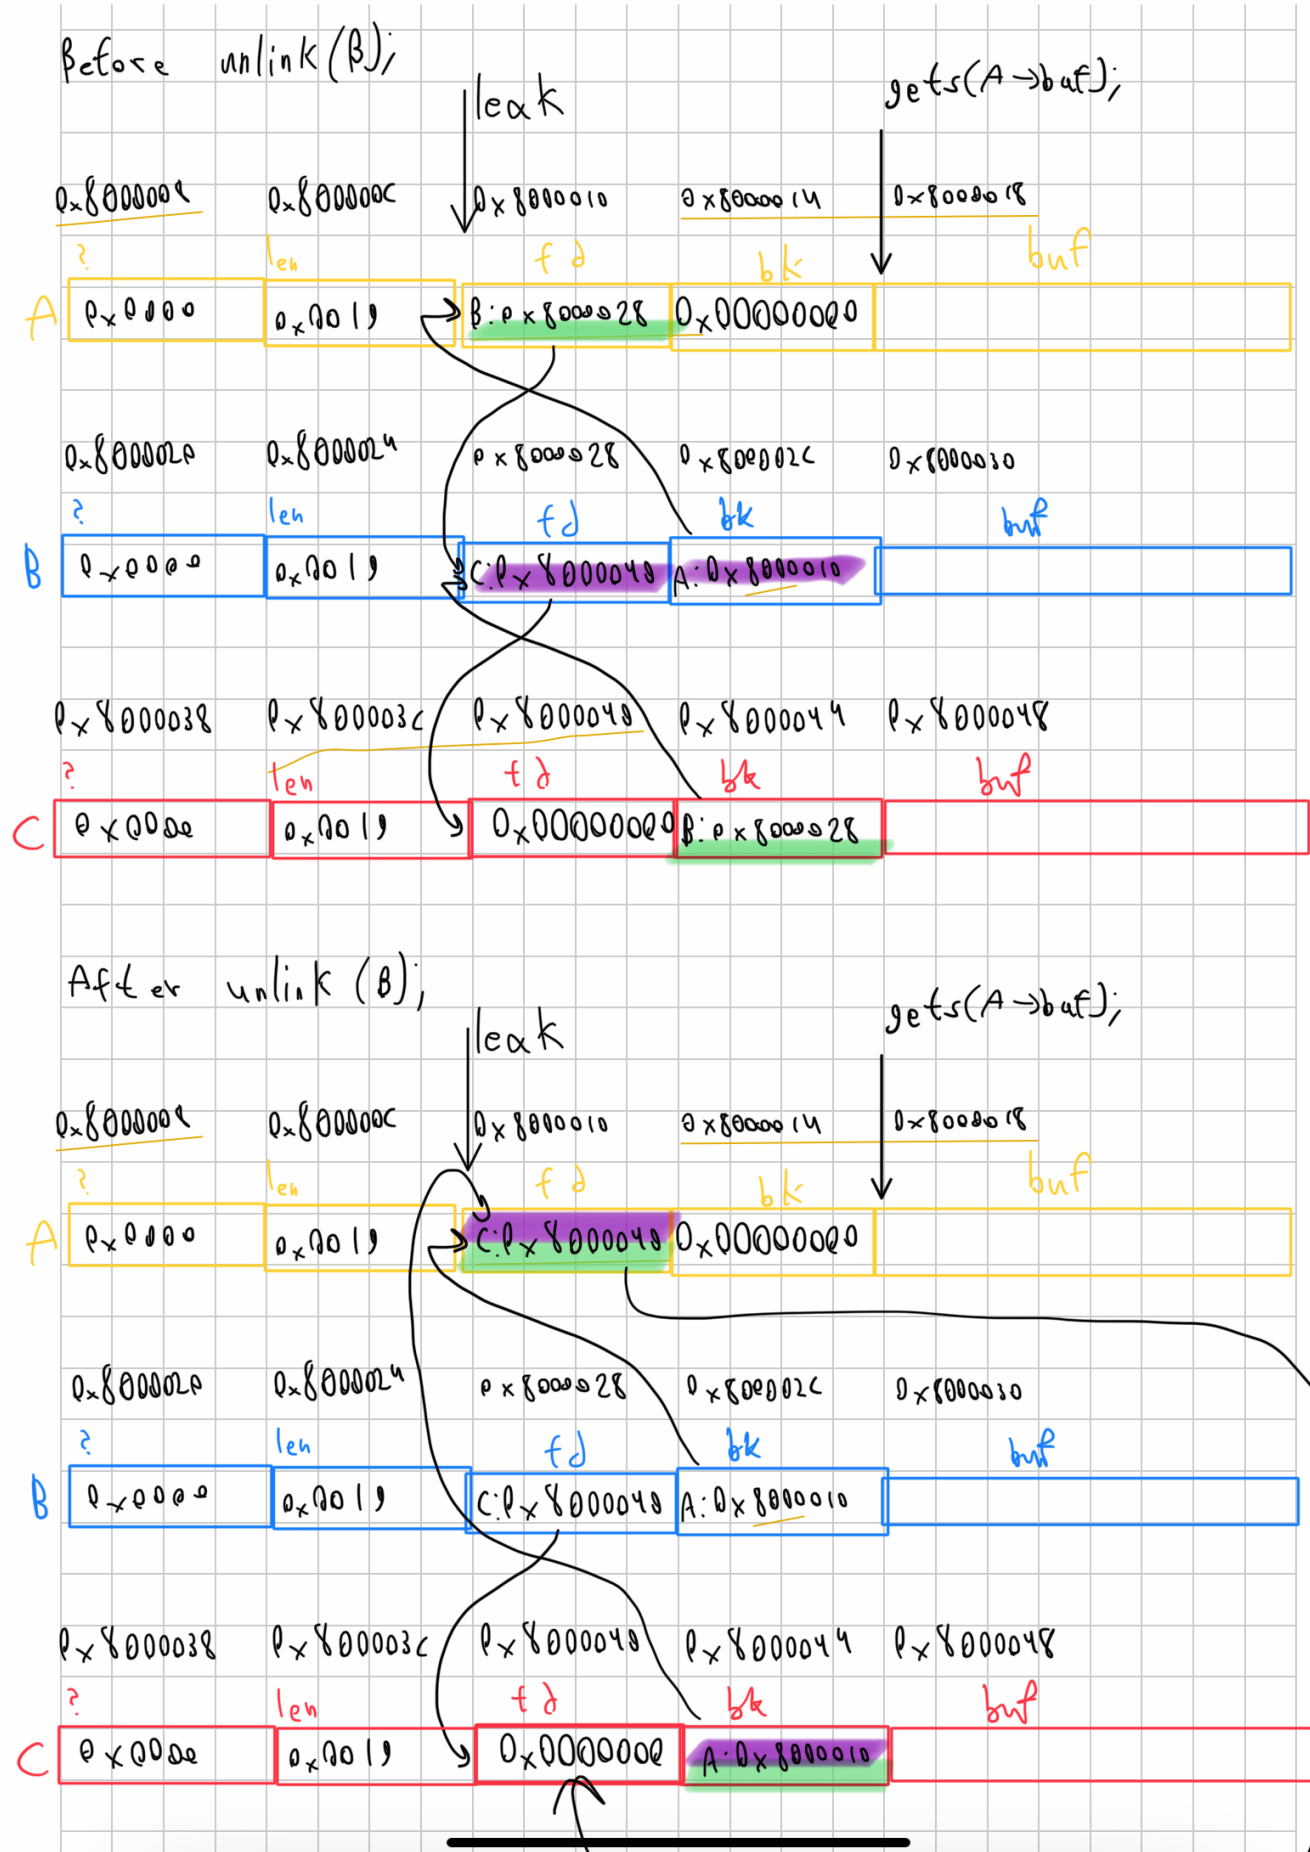 Before unlink(B);
leak
gets(A->buf);
0x8000008 0x800000C 0x8000010 0x8000014 0x8000018
? len fd bk buf
A 0x0000 0x0019 B:0x8000028 0x00000000
0x8000020 0x8000024 0x8000028 0x800002C 0x8000030
? len fd bk buf
B 0x0000 0x0019 C:0x8000040 A:0x8000010
0x8000038 0x800003C 0x8000040 0x8000044 0x8000048
? len fd bk buf
C 0x0000 0x0019 0x00000000 B:0x8000028
After unlink(B);
leak
gets(A->buf);
0x8000008 0x800000C 0x8000010 0x8000014 0x8000018
? len fd bk buf
A 0x0000 0x0019 C:0x8000040 0x00000000
0x8000020 0x8000024 0x8000028 0x800002C 0x8000030
? len fd bk buf
B 0x0000 0x0019 C:0x8000040 A:0x8000010
0x8000038 0x800003C 0x8000040 0x8000044 0x8000048
? len fd bk buf
C 0x0000 0x0019 0x0000000 A:0x8000010